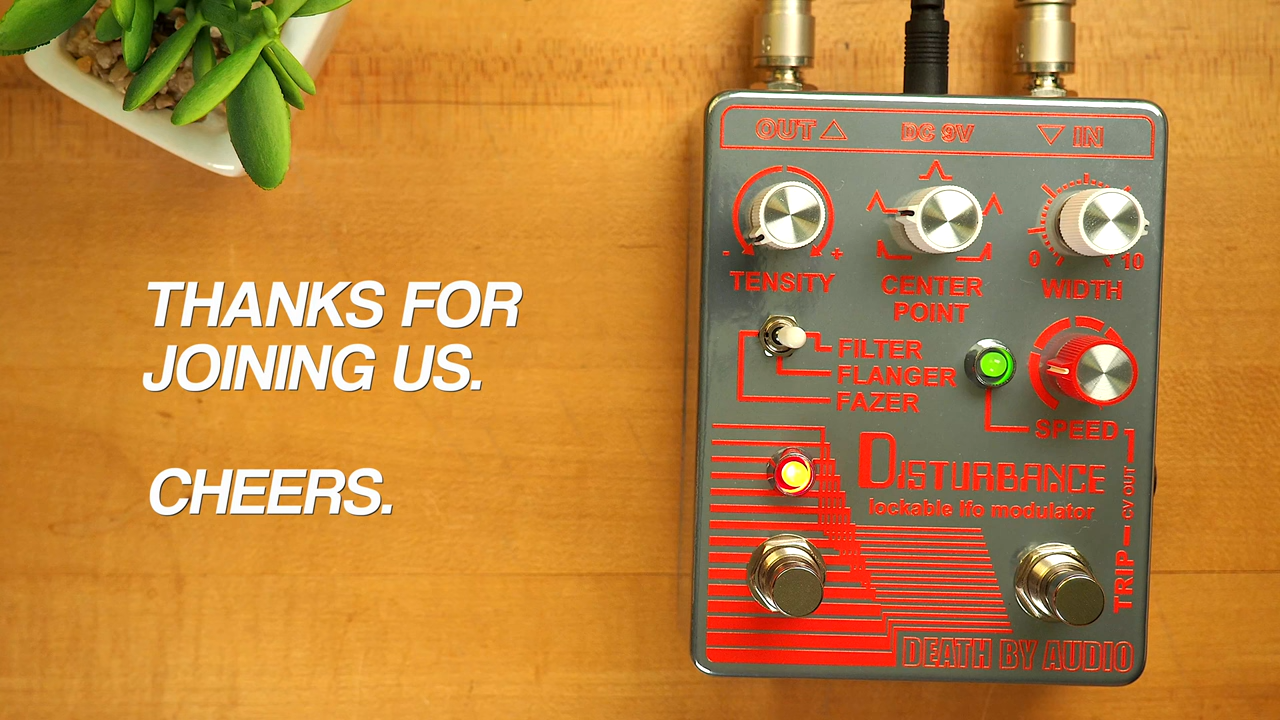 THANKS FOR
JOINING US.
CHEERS.
OUT △ DC 9V ▽ IN
- + 0 10
TENSITY CENTER POINT WIDTH
FILTER
FLANGER
FAZER
SPEED
DISTURBANCE
lockable lfo modulator
TRIP CV OUT
DEATH BY AUDIO